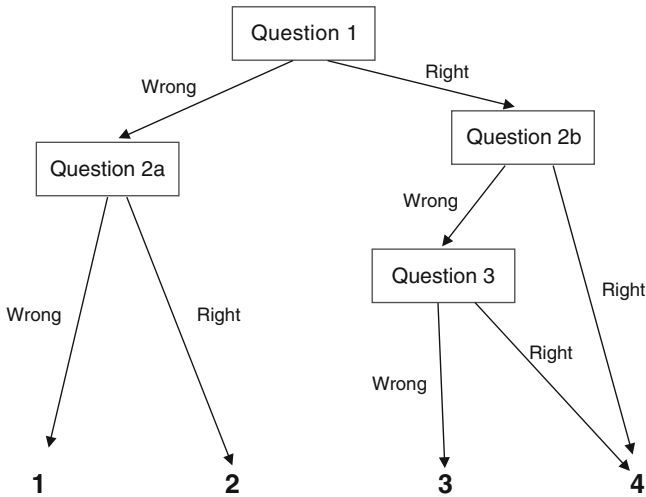 Question 1
Wrong
Right
Question 2a
Question 2b
Wrong
Question 3
Wrong
Right
Right
Right
Wrong
1
2
3
4